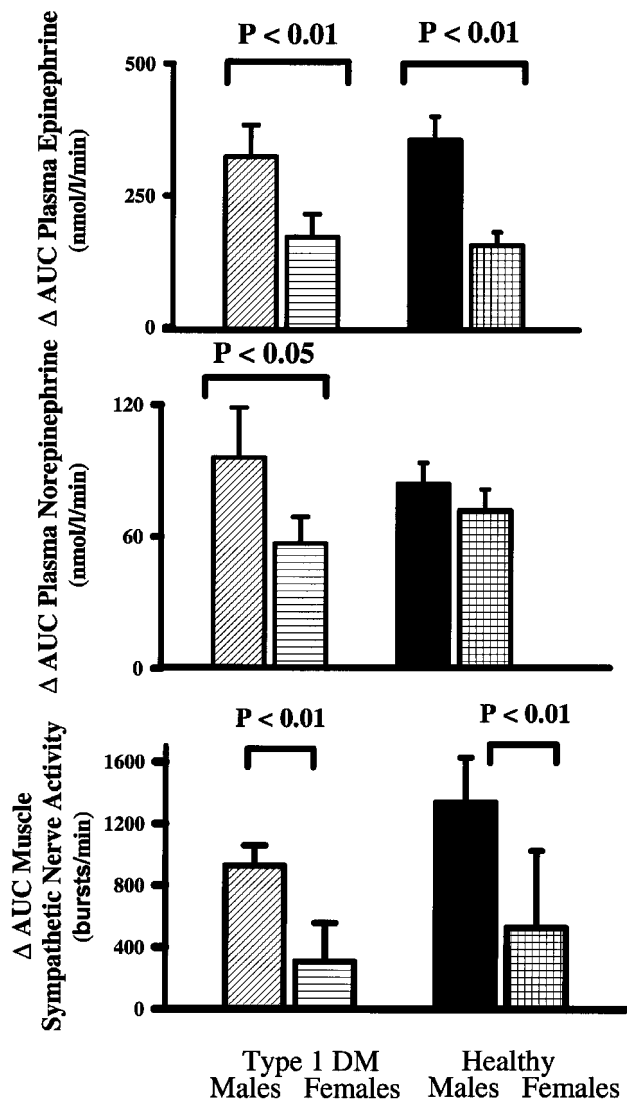 P < 0.01
P < 0.01
Δ AUC Plasma Epinephrine
(nmol/l/min)
500
250
0
P < 0.05
Δ AUC Plasma Norepinephrine
(nmol/l/min)
120
60
0
P < 0.01
P < 0.01
Δ AUC Muscle
Sympathetic Nerve Activity
(bursts/min)
1600
1200
800
400
0
Type 1 DM
Healthy
Males Females
Males Females